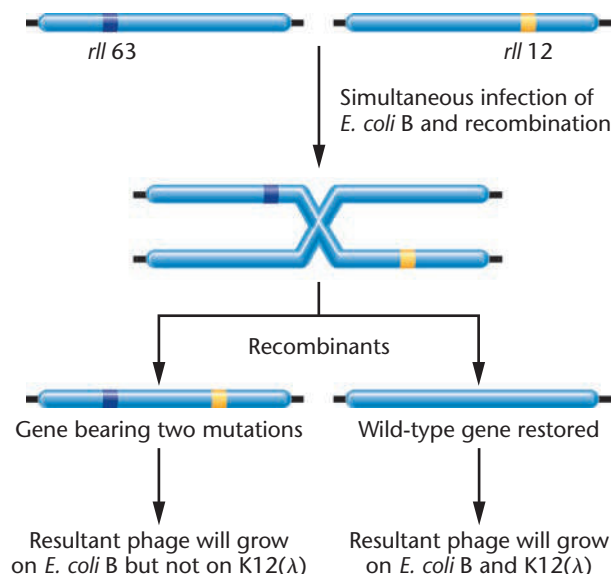 rII 63
rII 12
Simultaneous infection of
E. coli B and recombination
Recombinants
Gene bearing two mutations
Wild-type gene restored
Resultant phage will grow
on E. coli B but not on K12(λ)
Resultant phage will grow
on E. coli B and K12(λ)